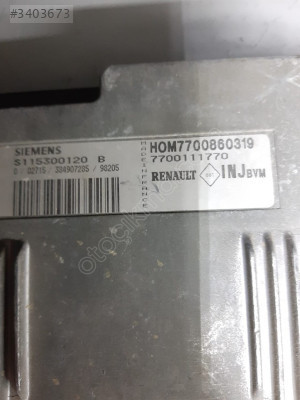 #3403673
SIEMENS
S115300120 B
HOM7700860319
7700111770
RENAULT INJ BVM